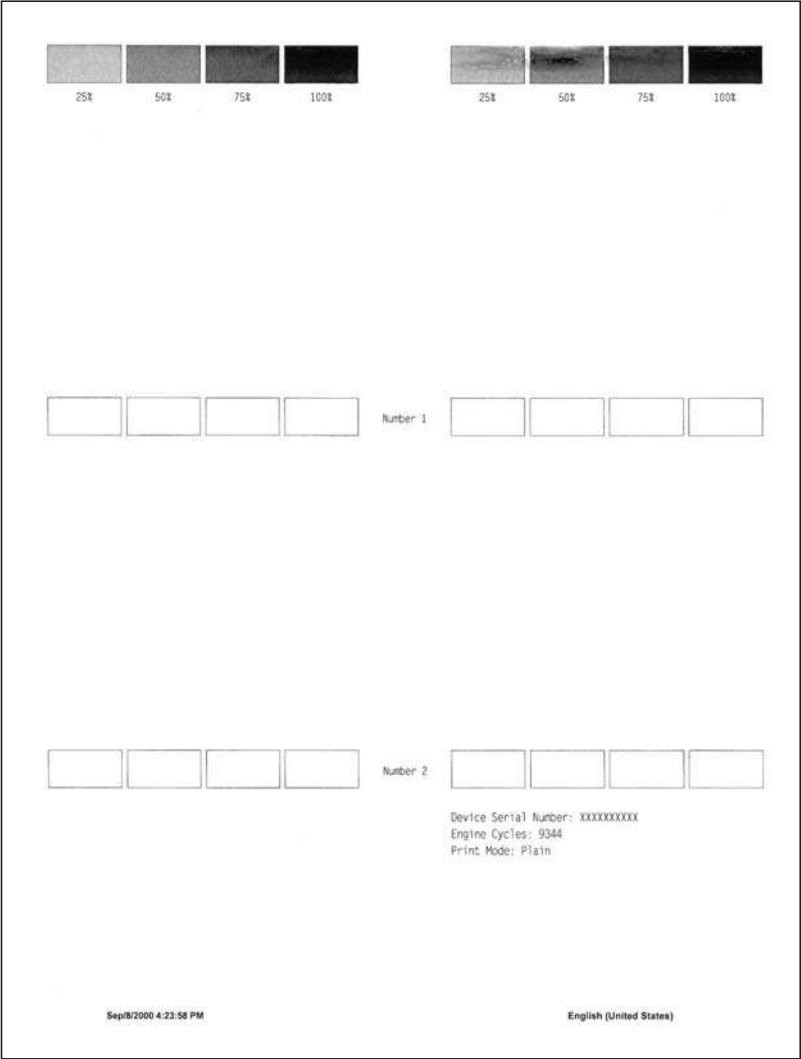 25% 50% 75% 100% 25% 50% 75% 100%
Number 1
Number 2
Device Serial Number: XXXXXXXXXX
Engine Cycles: 9344
Print Mode: Plain
Sep/8/2000 4:23:58 PM English (United States)